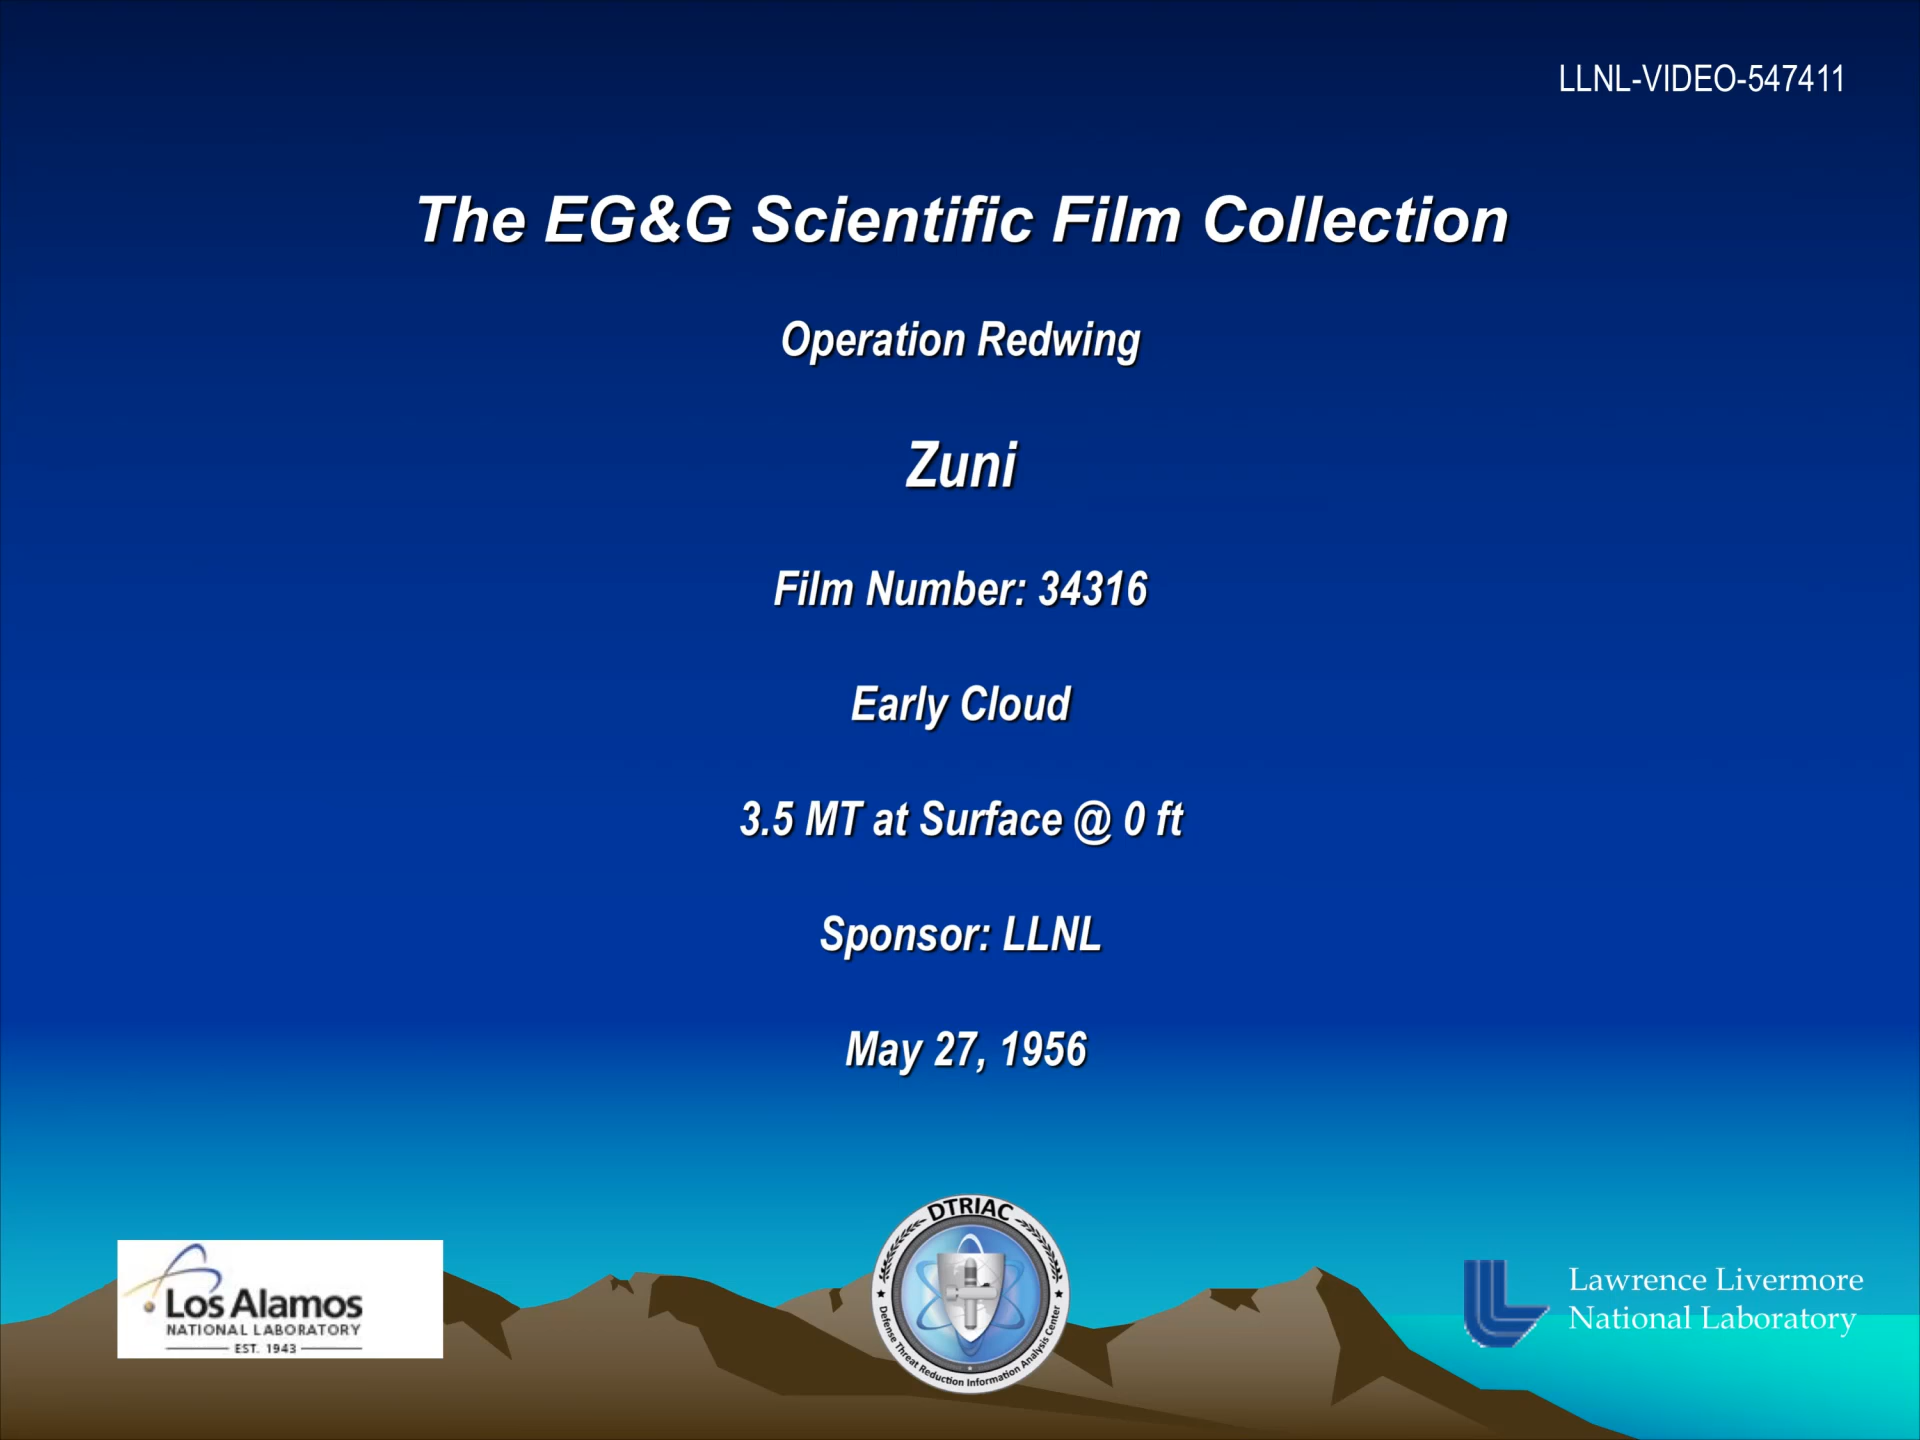 LLNL-VIDEO-547411
The EG&G Scientific Film Collection
Operation Redwing
Zuni
Film Number: 34316
Early Cloud
3.5 MT at Surface @ 0 ft
Sponsor: LLNL
May 27, 1956
Los Alamos
NATIONAL LABORATORY
EST. 1943
DTRIAC
Defense Threat Reduction Information Analysis Center
Lawrence Livermore
National Laboratory